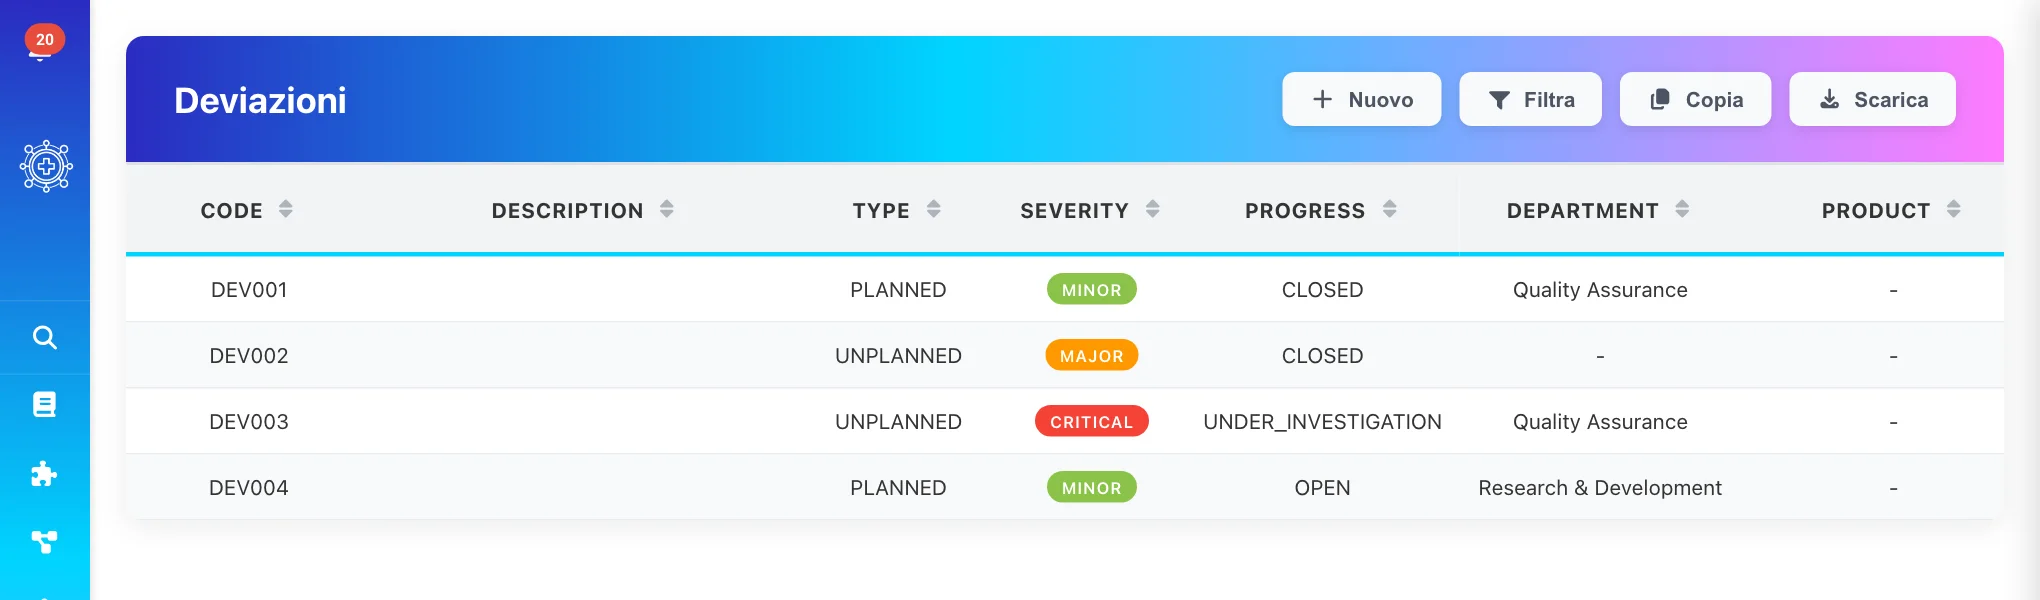 20
Deviazioni
Nuovo Filtra Copia Scarica
CODE DESCRIPTION TYPE SEVERITY PROGRESS DEPARTMENT PRODUCT
DEV001 PLANNED MINOR CLOSED Quality Assurance -
DEV002 UNPLANNED MAJOR CLOSED - -
DEV003 UNPLANNED CRITICAL UNDER_INVESTIGATION Quality Assurance -
DEV004 PLANNED MINOR OPEN Research & Development -